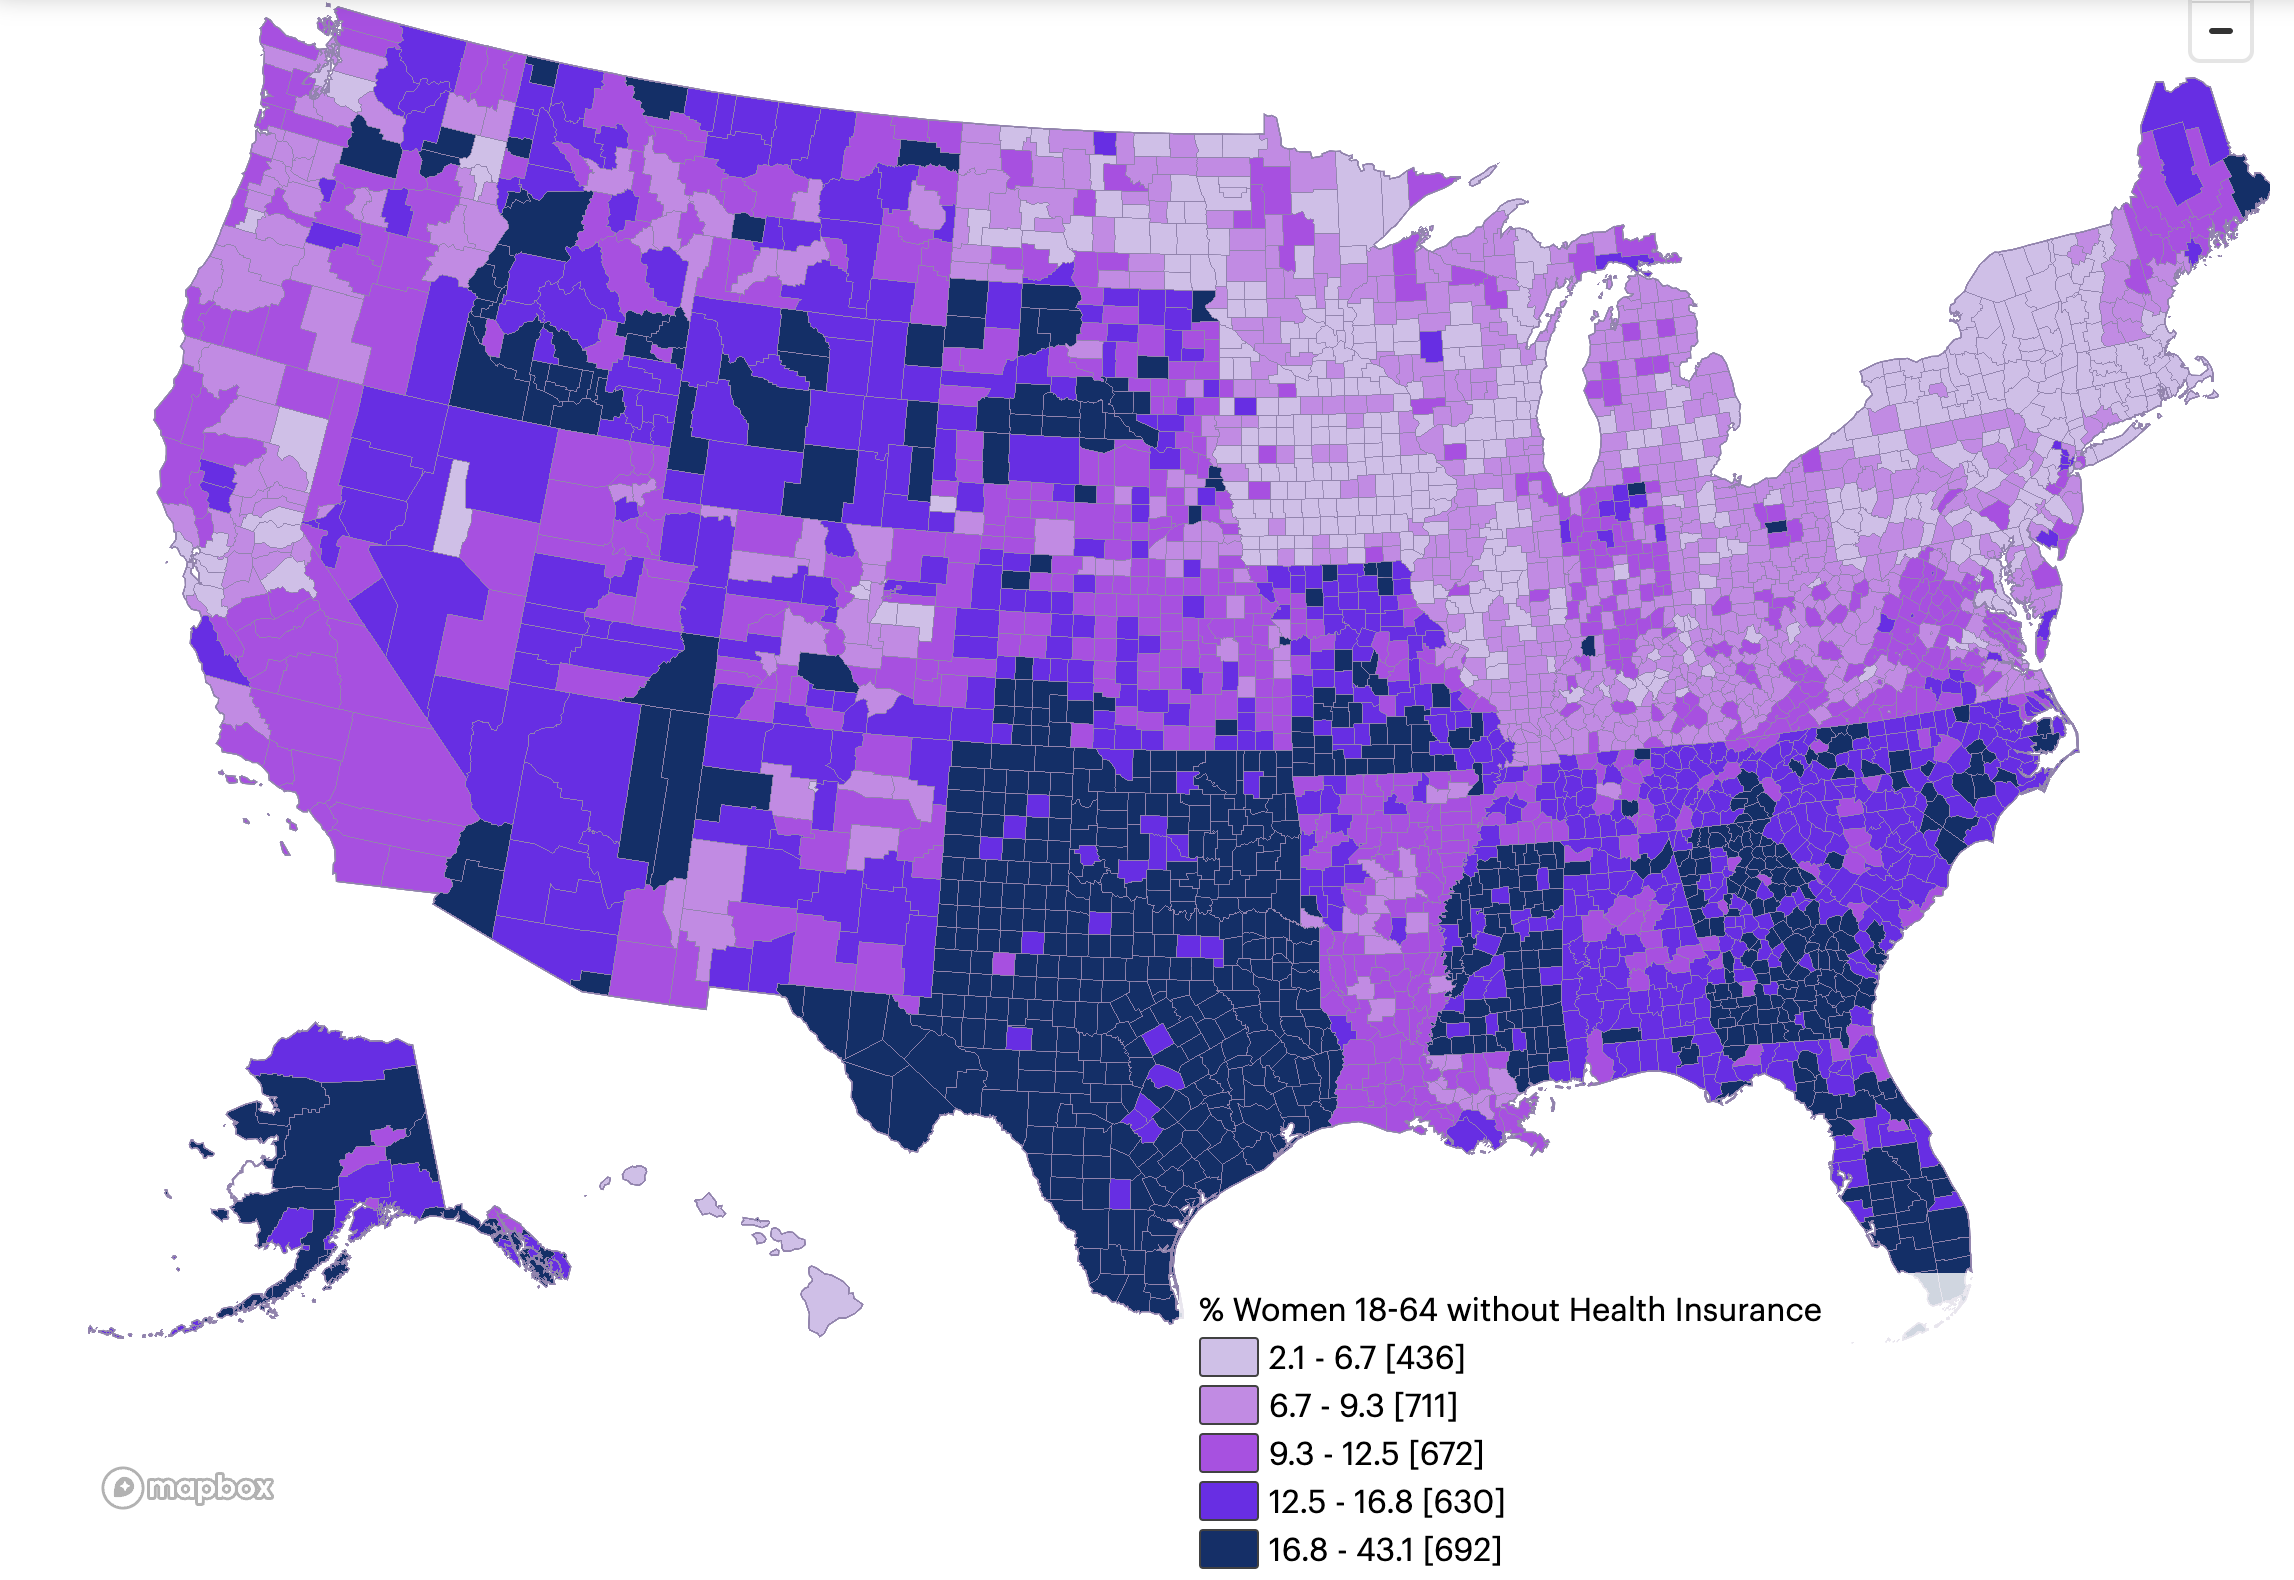 % Women 18-64 without Health Insurance
2.1 - 6.7 [436]
6.7 - 9.3 [711]
9.3 - 12.5 [672]
12.5 - 16.8 [630]
16.8 - 43.1 [692]
mapbox